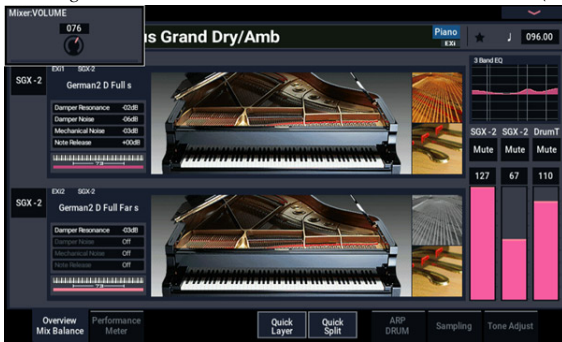 Mixer:VOLUME
076
s Grand Dry/Amb
Piano
EXi
♩ 096.00
EXi1 SGX-2
SGX-2
German2 D Full s
Damper Resonance -02dB
Damper Noise -06dB
Mechanical Noise -03dB
Note Release +00dB
73
3 Band EQ
SGX-2 SGX-2 DrumT
Mute Mute Mute
127 67 110
EXi2 SGX-2
SGX-2
German2 D Full Far s
Damper Resonance -03dB
Damper Noise Off
Mechanical Noise Off
Note Release Off
73
Overview
Mix Balance
Performance
Meter
Quick
Layer
Quick
Split
ARP
DRUM
Sampling
Tone Adjust